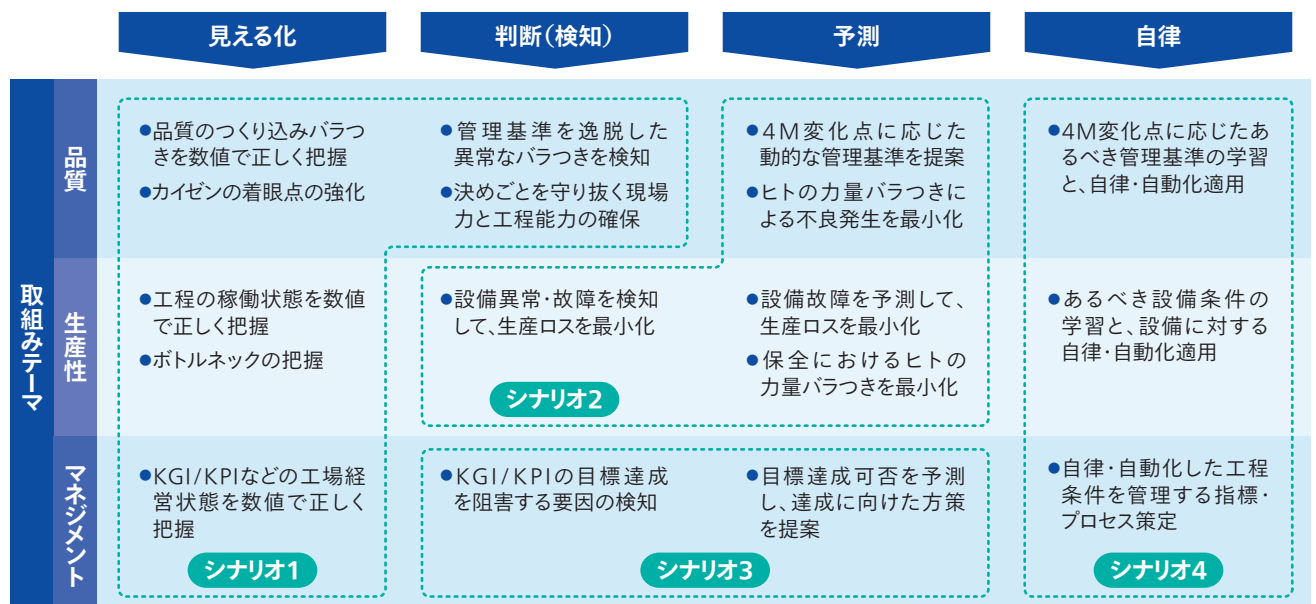 見える化
判断(検知)
予測
自律
取組みテーマ
品質
●品質のつくり込みバラつ
きを数値で正しく把握
●カイゼンの着眼点の強化
●管理基準を逸脱した
異常なバラつきを検知
●決めごとを守り抜く現場
力と工程能力の確保
●4M変化点に応じた
動的な管理基準を提案
●ヒトの力量バラつきに
よる不良発生を最小化
●4M変化点に応じたあ
るべき管理基準の学習
と、自律・自動化適用
生産性
●工程の稼働状態を数値
で正しく把握
●ボトルネックの把握
●設備異常・故障を検知
して、生産ロスを最小化
シナリオ2
●設備故障を予測して、
生産ロスを最小化
●保全におけるヒトの
力量バラつきを最小化
●あるべき設備条件の
学習と、設備に対する
自律・自動化適用
マネジメント
●KGI/KPIなどの工場経
営状態を数値で正しく
把握
シナリオ1
●KGI/KPIの目標達成
を阻害する要因の検知
●目標達成可否を予測
し、達成に向けた方策
を提案
シナリオ3
●自律・自動化した工程
条件を管理する指標・
プロセス策定
シナリオ4